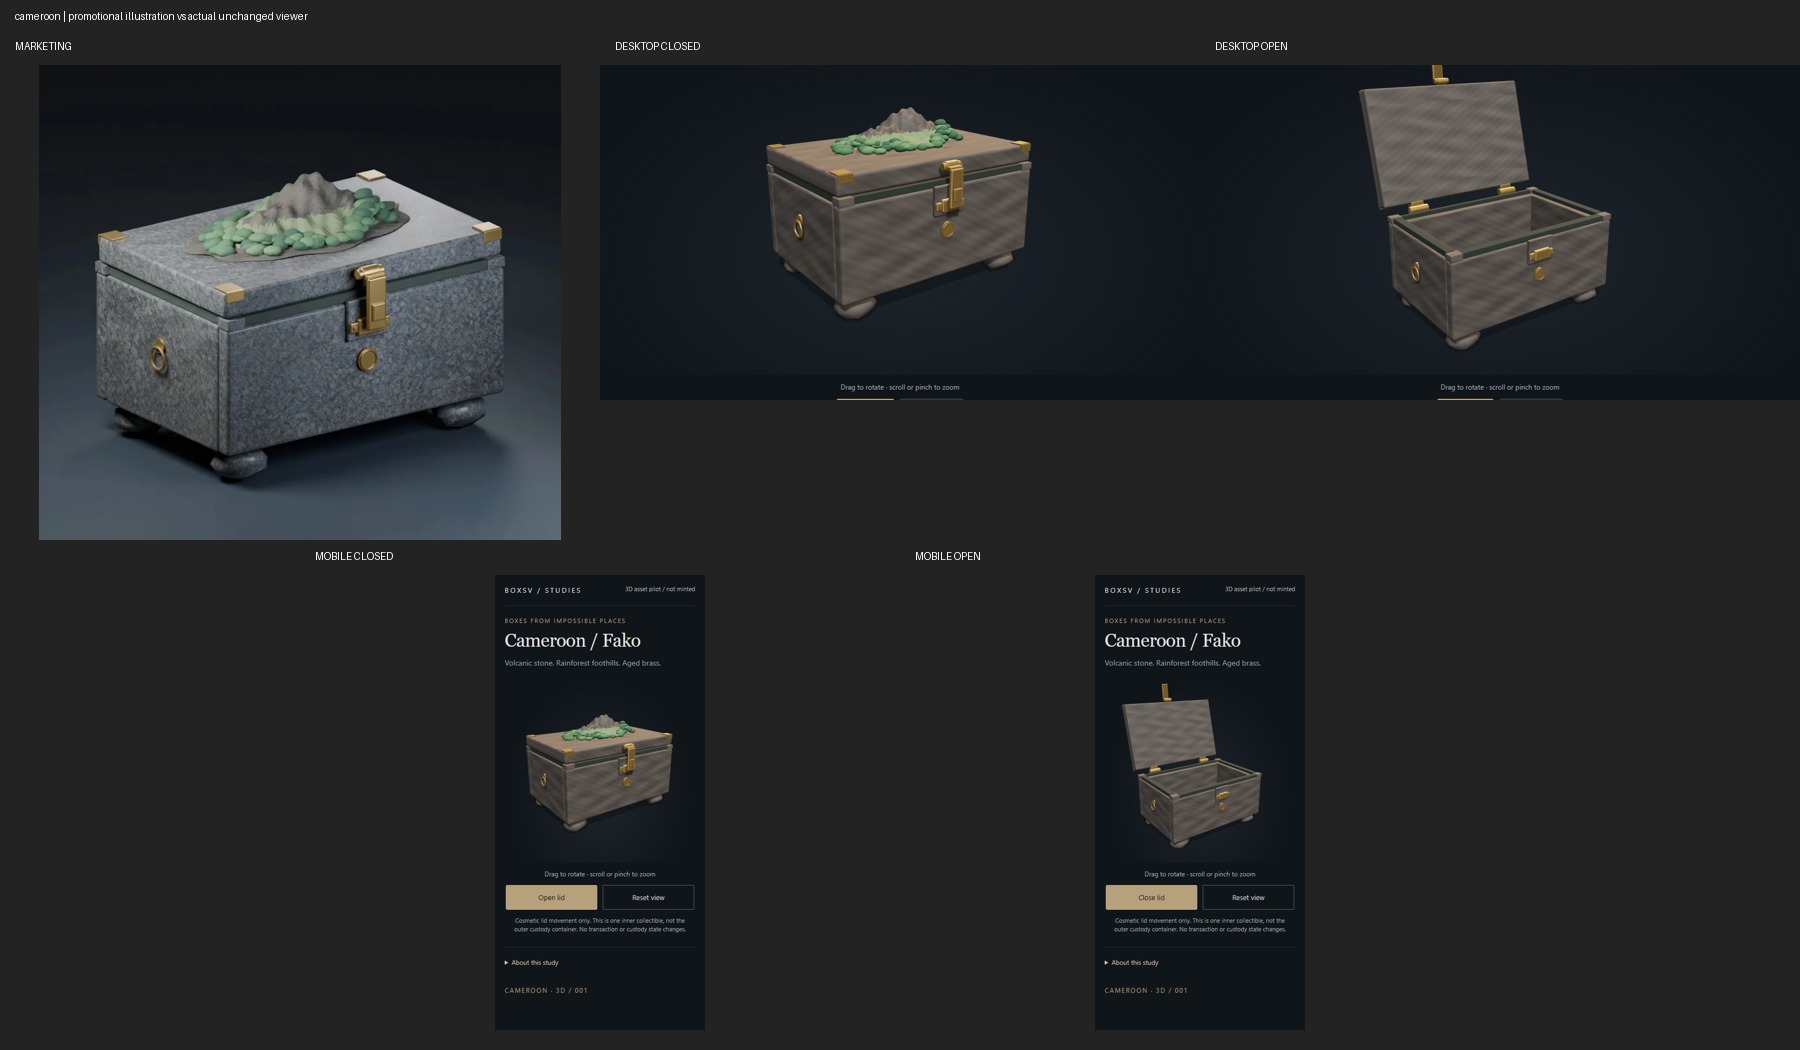 cameroon | promotional illustration vs actual unchanged viewer
MARKETING
DESKTOP CLOSED
DESKTOP OPEN
Drag to rotate · scroll or pinch to zoom
Drag to rotate · scroll or pinch to zoom
MOBILE CLOSED
MOBILE OPEN
BOXSV / STUDIES
3D asset pilot / not minted
BOXES FROM IMPOSSIBLE PLACES
Cameroon / Fako
Volcanic stone. Rainforest foothills. Aged brass.
Drag to rotate · scroll or pinch to zoom
Open lid
Reset view
Cosmetic lid movement only. This is one inner collectible, not the
outer custody container. No transaction or custody state changes.
▸ About this study
CAMEROON · 3D / 001
BOXSV / STUDIES
3D asset pilot / not minted
BOXES FROM IMPOSSIBLE PLACES
Cameroon / Fako
Volcanic stone. Rainforest foothills. Aged brass.
Drag to rotate · scroll or pinch to zoom
Close lid
Reset view
Cosmetic lid movement only. This is one inner collectible, not the
outer custody container. No transaction or custody state changes.
▸ About this study
CAMEROON · 3D / 001